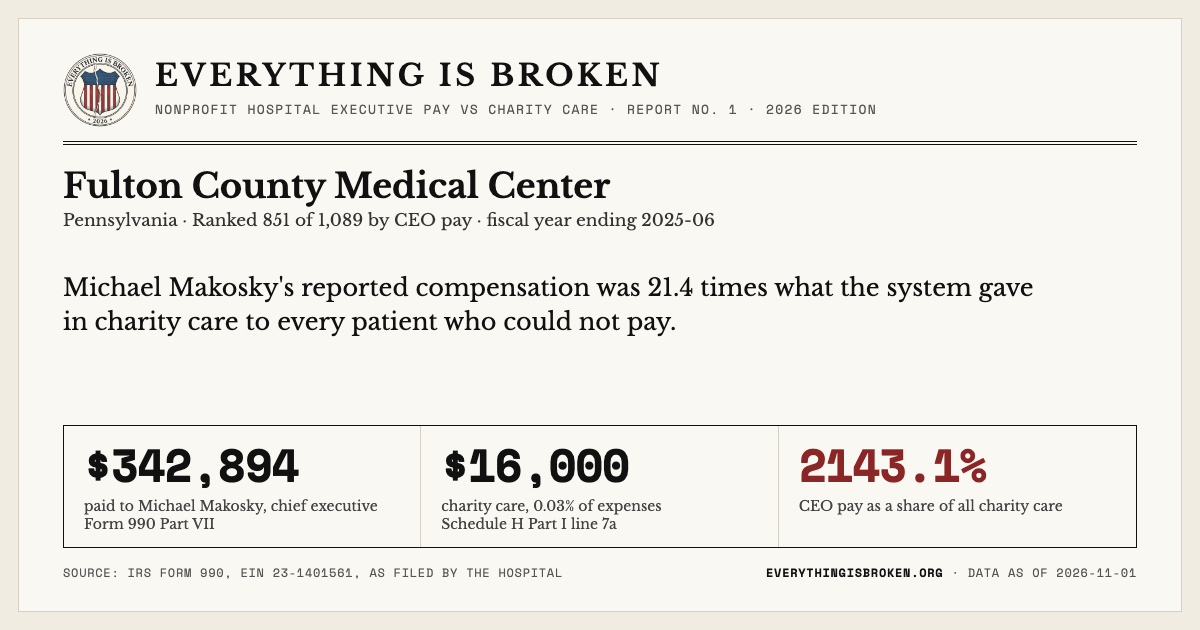 EVERYTHING IS BROKEN
2026
EVERYTHING IS BROKEN
NONPROFIT HOSPITAL EXECUTIVE PAY VS CHARITY CARE · REPORT NO. 1 · 2026 EDITION
Fulton County Medical Center
Pennsylvania · Ranked 851 of 1,089 by CEO pay · fiscal year ending 2025-06
Michael Makosky's reported compensation was 21.4 times what the system gave
in charity care to every patient who could not pay.
$342,894
paid to Michael Makosky, chief executive
Form 990 Part VII
$16,000
charity care, 0.03% of expenses
Schedule H Part I line 7a
2143.1%
CEO pay as a share of all charity care
SOURCE: IRS FORM 990, EIN 23-1401561, AS FILED BY THE HOSPITAL
EVERYTHINGISBROKEN.ORG · DATA AS OF 2026-11-01